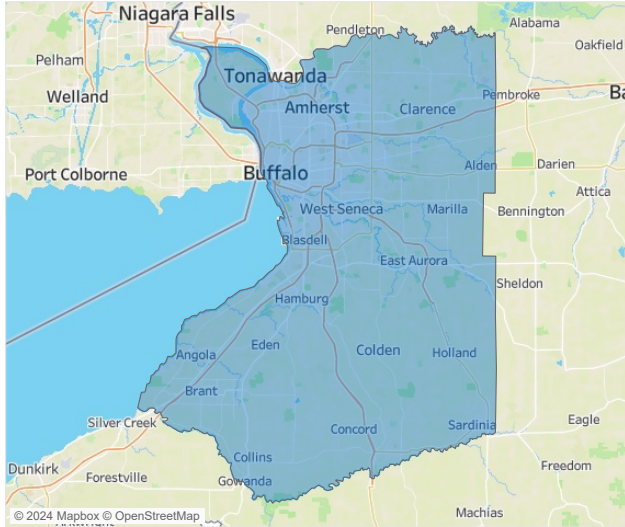 Niagara Falls
Alabama
Pendleton
Oakfield
Pelham
Tonawanda
Welland
Amherst
Clarence
Pembroke
Ba
Port Colborne
Buffalo
Alden
Darien
Attica
West Seneca
Marilla
Bennington
Blasdell
East Aurora
Sheldon
Hamburg
Eden
Angola
Colden
Holland
Brant
Silver Creek
Concord
Sardinia
Eagle
Collins
Dunkirk
Forestville
Gowanda
Freedom
Machias
© 2024 Mapbox © OpenStreetMap